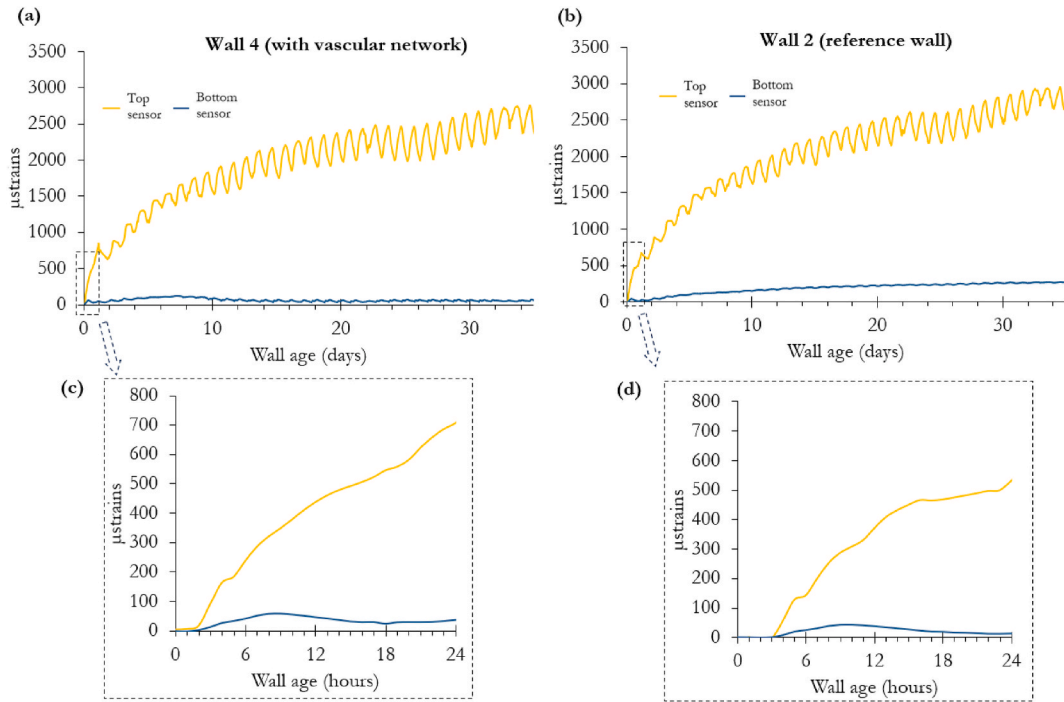 (a)
Wall 4 (with vascular network)
3500
3000
2500
2000
1500
1000
500
0
µstrains
Top
sensor
Bottom
sensor
0
10
20
30
Wall age (days)
(b)
Wall 2 (reference wall)
3500
3000
2500
2000
1500
1000
500
0
µstrains
Top
sensor
Bottom
sensor
0
10
20
30
Wall age (days)
(c)
800
700
600
500
400
300
200
100
0
µstrains
0
6
12
18
24
Wall age (hours)
(d)
800
700
600
500
400
300
200
100
0
µstrains
0
6
12
18
24
Wall age (hours)